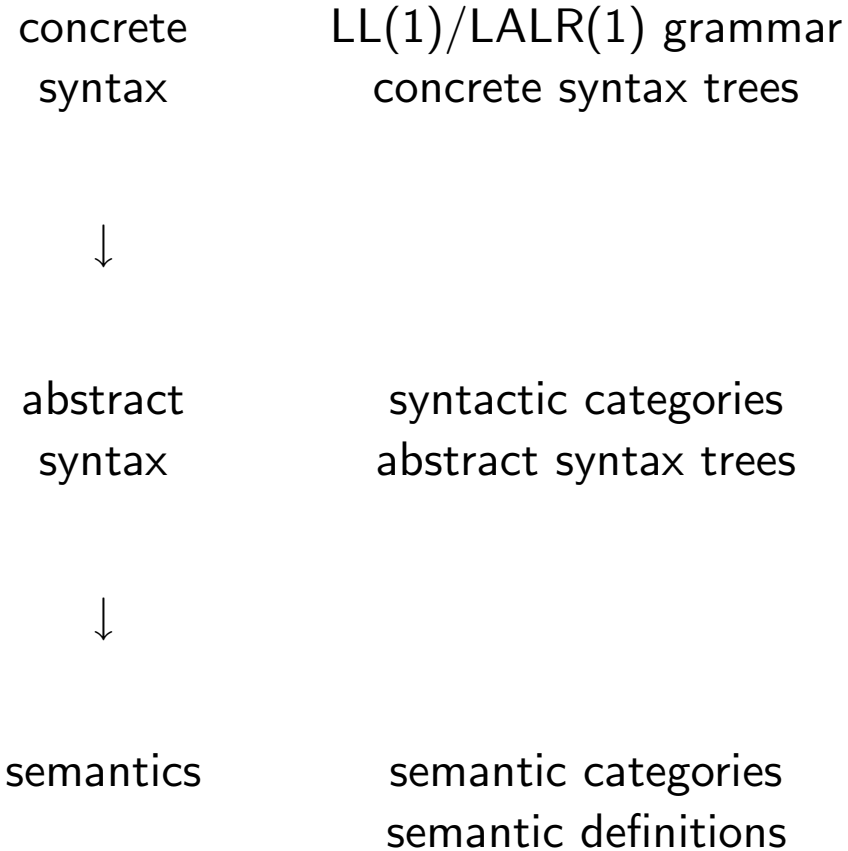 concrete LL(1)/LALR(1) grammar
syntax concrete syntax trees
↓
abstract syntactic categories
syntax abstract syntax trees
↓
semantics semantic categories
semantic definitions